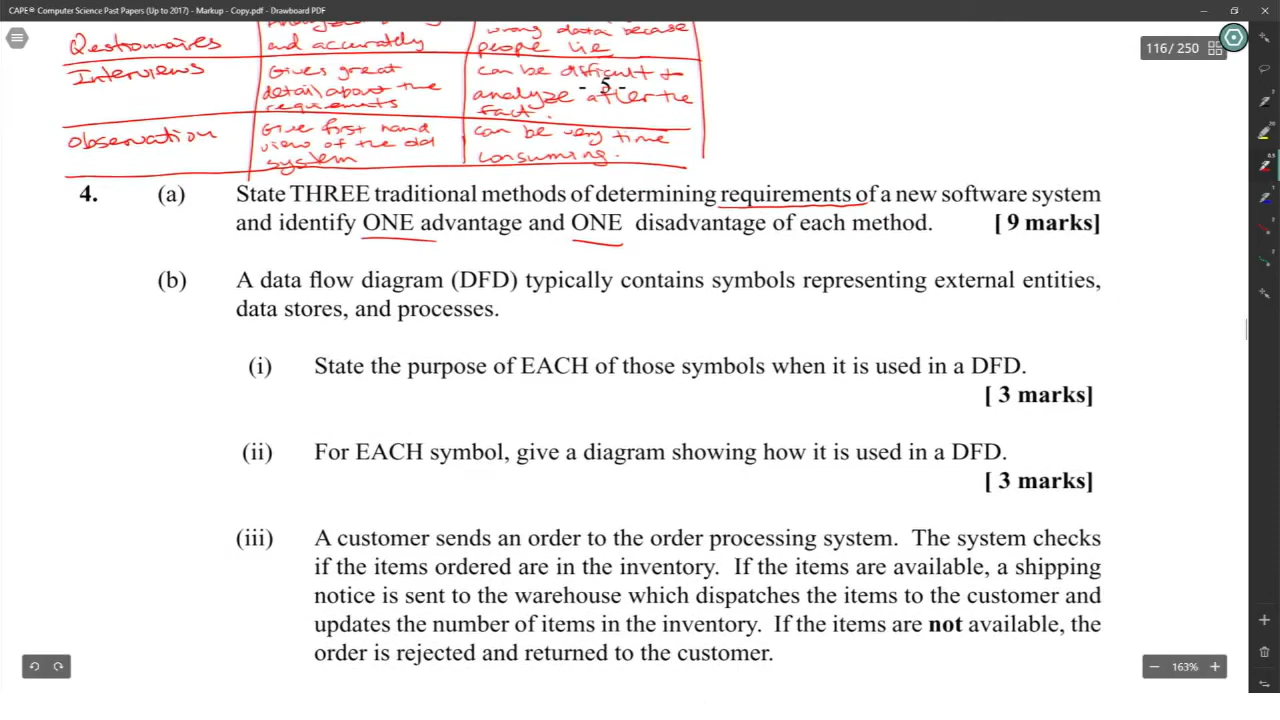 CAPE® Computer Science Past Papers (Up to 2017) - Markup - Copy.pdf - Drawboard PDF
116 / 250
wrong data because
Qestionnaires and accurately people lie
Interviews Gives great can be difficult to
detail about the analyze after the
requirements fact.
- 5 -
Observation Give first hand can be very time
view of the old consuming.
system
4. (a) State THREE traditional methods of determining requirements of a new software system
and identify ONE advantage and ONE disadvantage of each method. [ 9 marks]
(b) A data flow diagram (DFD) typically contains symbols representing external entities,
data stores, and processes.
(i) State the purpose of EACH of those symbols when it is used in a DFD.
[ 3 marks]
(ii) For EACH symbol, give a diagram showing how it is used in a DFD.
[ 3 marks]
(iii) A customer sends an order to the order processing system. The system checks
if the items ordered are in the inventory. If the items are available, a shipping
notice is sent to the warehouse which dispatches the items to the customer and
updates the number of items in the inventory. If the items are not available, the
order is rejected and returned to the customer.
163%